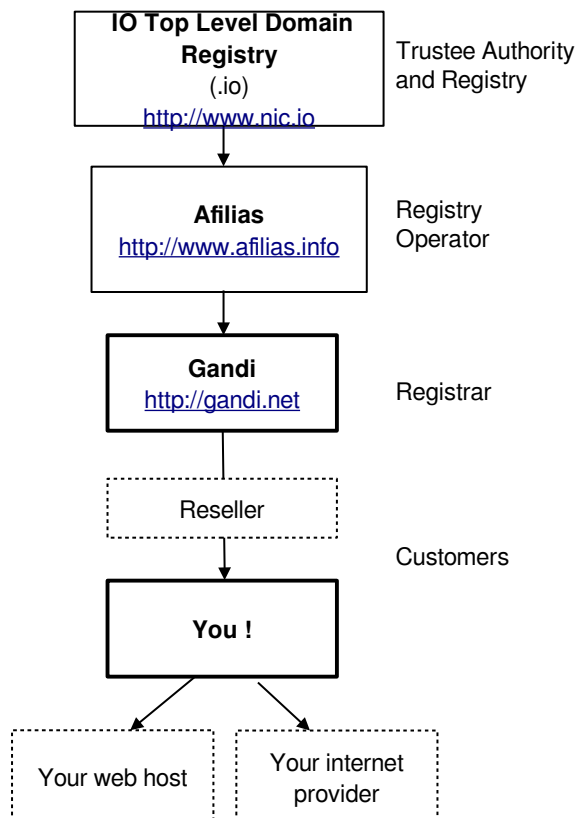 IO Top Level Domain
Registry
(.io)
http://www.nic.io
Trustee Authority
and Registry
Afilias
http://www.afilias.info
Registry
Operator
Gandi
http://gandi.net
Registrar
Reseller
Customers
You !
Your web host
Your internet
provider